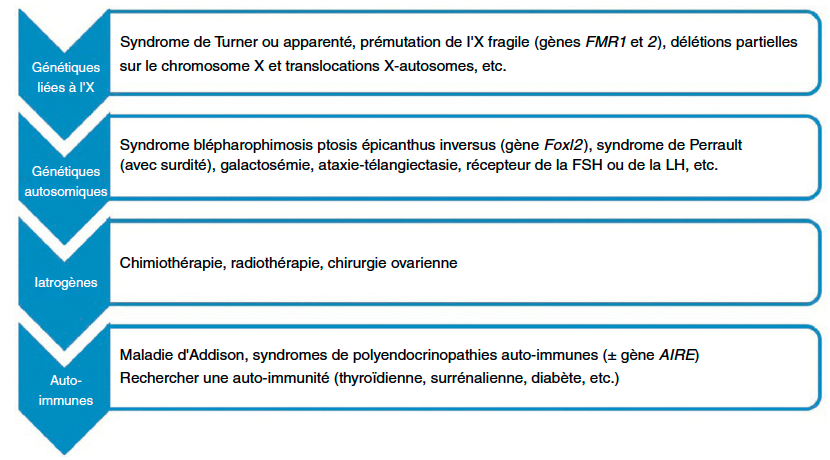 Génétiques
liées à l'X
Syndrome de Turner ou apparenté, prémutation de l'X fragile (gènes FMR1 et 2), délétions partielles
sur le chromosome X et translocations X-autosomes, etc.
Génétiques
autosomiques
Syndrome blépharophimosis ptosis épicanthus inversus (gène Foxl2), syndrome de Perrault
(avec surdité), galactosémie, ataxie-télangiectasie, récepteur de la FSH ou de la LH, etc.
Iatrogènes
Chimiothérapie, radiothérapie, chirurgie ovarienne
Auto-
immunes
Maladie d'Addison, syndromes de polyendocrinopathies auto-immunes (± gène AIRE)
Rechercher une auto-immunité (thyroïdienne, surrénalienne, diabète, etc.)